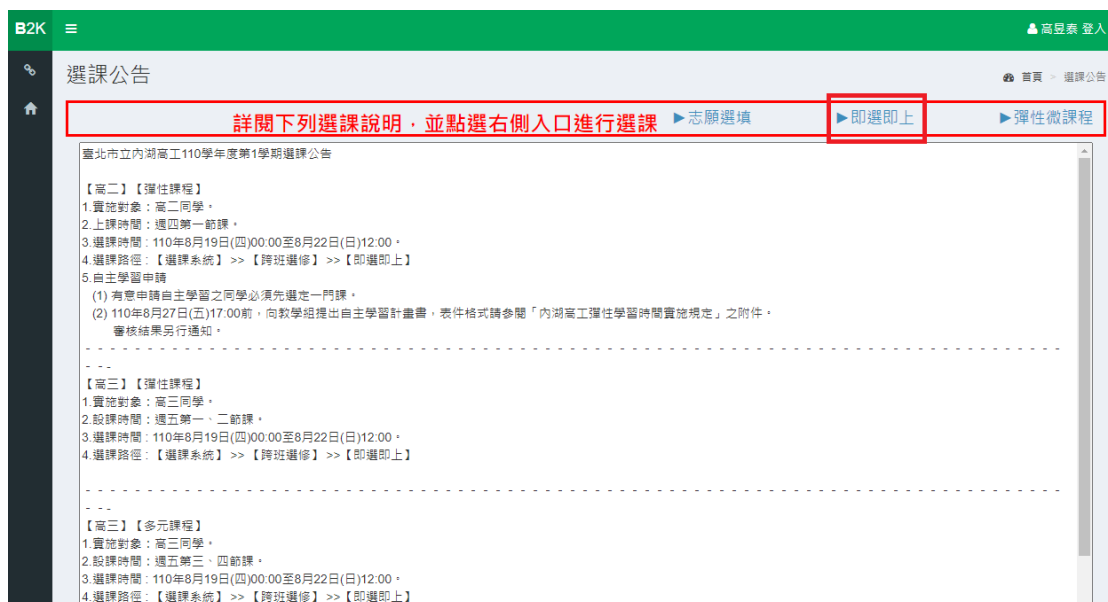 B2K
高昱泰 登入
選課公告
首頁 > 選課公告
詳閱下列選課說明，並點選右側入口進行選課
▶志願選填
▶即選即上
▶彈性微課程
臺北市立內湖高工110學年度第1學期選課公告
【高二】【彈性課程】
1.實施對象：高二同學。
2.上課時間：週四第一節課。
3.選課時間：110年8月19日(四)00:00至8月22日(日)12:00。
4.選課路徑：【選課系統】 >> 【跨班選修】 >>【即選即上】
5.自主學習申請
(1) 有意申請自主學習之同學必須先選定一門課。
(2) 110年8月27日(五)17:00前，向教學組提出自主學習計畫書，表件格式請參閱「內湖高工彈性學習時間實施規定」之附件。
審核結果另行通知。
- - - - - - - - - - - - - - - - - - - - - - - - - - - - - - - - - - - - - - - - - - - - - - - - - - - - - - - - - - - - - - - - - - - - - - - - - - - - - -
- - -
【高三】【彈性課程】
1.實施對象：高三同學。
2.設課時間：週五第一、二節課。
3.選課時間：110年8月19日(四)00:00至8月22日(日)12:00。
4.選課路徑：【選課系統】 >> 【跨班選修】 >>【即選即上】
- - - - - - - - - - - - - - - - - - - - - - - - - - - - - - - - - - - - - - - - - - - - - - - - - - - - - - - - - - - - - - - - - - - - - - - - - - - - - -
- - -
【高三】【多元課程】
1.實施對象：高三同學。
2.設課時間：週五第三、四節課。
3.選課時間：110年8月19日(四)00:00至8月22日(日)12:00。
4.選課路徑：【選課系統】 >> 【跨班選修】 >>【即選即上】